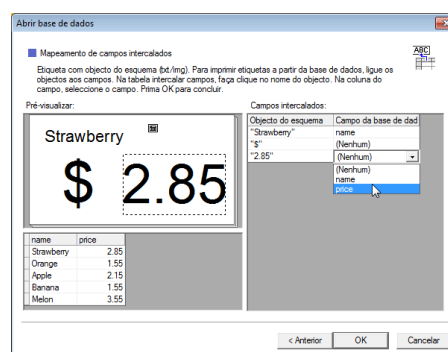 Abrir base de dados
Mapeamento de campos intercalados
Etiqueta com objecto do esquema (txt/img). Para imprimir etiquetas a partir da base de dados, ligue os
objectos aos campos. Na tabela intercalar campos, faça clique no nome do objecto. Na coluna do
campo, seleccione o campo. Prima OK para concluir.
ABC
Pré-visualizar:
Strawberry
$ 2.85
name price
Strawberry 2.85
Orange 1.55
Apple 2.15
Banana 1.55
Melon 3.55
Campos intercalados:
Objecto do esquema Campo da base de dad
"Strawberry" name
"$" (Nenhum)
"2.85" (Nenhum)
(Nenhum)
name
price
< Anterior OK Cancelar